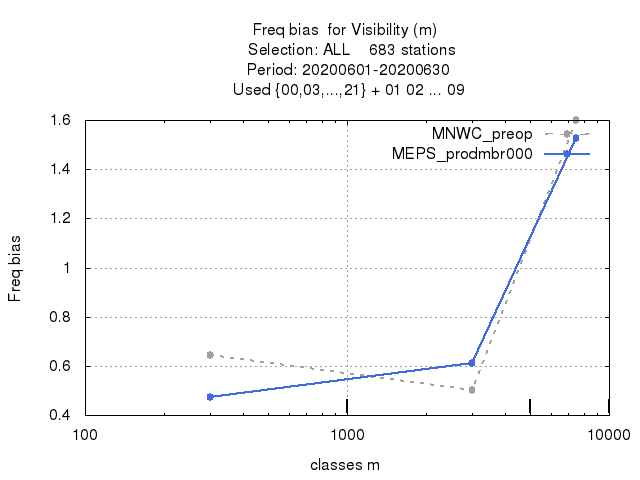 Freq bias  for Visibility (m)
Selection: ALL    683 stations
Period: 20200601-20200630
Used {00,03,...,21} + 01 02 ... 09
MNWC_preop
MEPS_prodmbr000
1.6
1.4
1.2
1
0.8
0.6
0.4
Freq bias
100
1000
10000
classes m